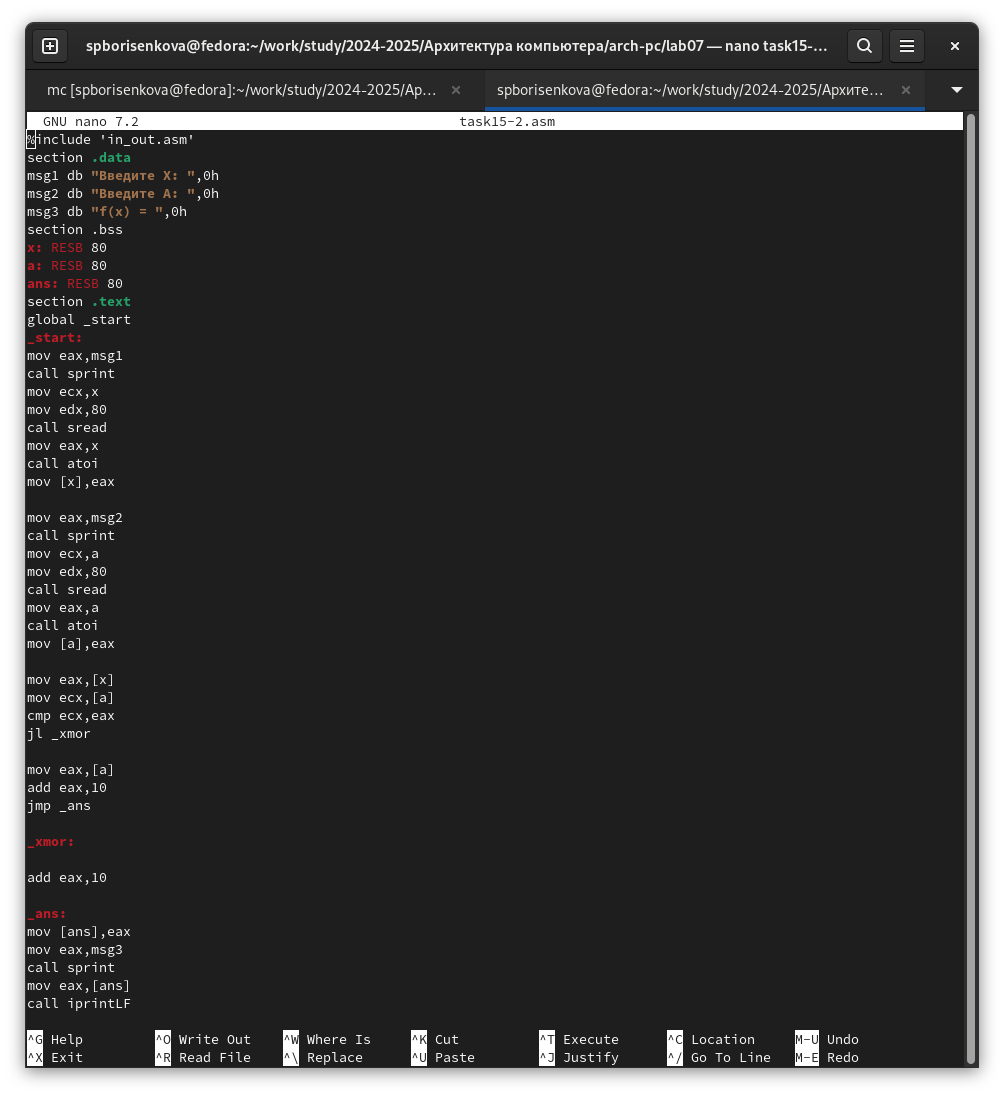 spborisenkova@fedora:~/work/study/2024-2025/Архитектура компьютера/arch-pc/lab07 — nano task15-...
mc [spborisenkova@fedora]:~/work/study/2024-2025/Ар...
spborisenkova@fedora:~/work/study/2024-2025/Архите...
GNU nano 7.2 task15-2.asm
%include 'in_out.asm'
section .data
msg1 db "Введите X: ",0h
msg2 db "Введите A: ",0h
msg3 db "f(x) = ",0h
section .bss
x: RESB 80
a: RESB 80
ans: RESB 80
section .text
global _start
_start:
mov eax,msg1
call sprint
mov ecx,x
mov edx,80
call sread
mov eax,x
call atoi
mov [x],eax
mov eax,msg2
call sprint
mov ecx,a
mov edx,80
call sread
mov eax,a
call atoi
mov [a],eax
mov eax,[x]
mov ecx,[a]
cmp ecx,eax
jl _xmor
mov eax,[a]
add eax,10
jmp _ans
_xmor:
add eax,10
_ans:
mov [ans],eax
mov eax,msg3
call sprint
mov eax,[ans]
call iprintLF
^G Help ^O Write Out ^W Where Is ^K Cut ^T Execute ^C Location M-U Undo
^X Exit ^R Read File ^\ Replace ^U Paste ^J Justify ^/ Go To Line M-E Redo